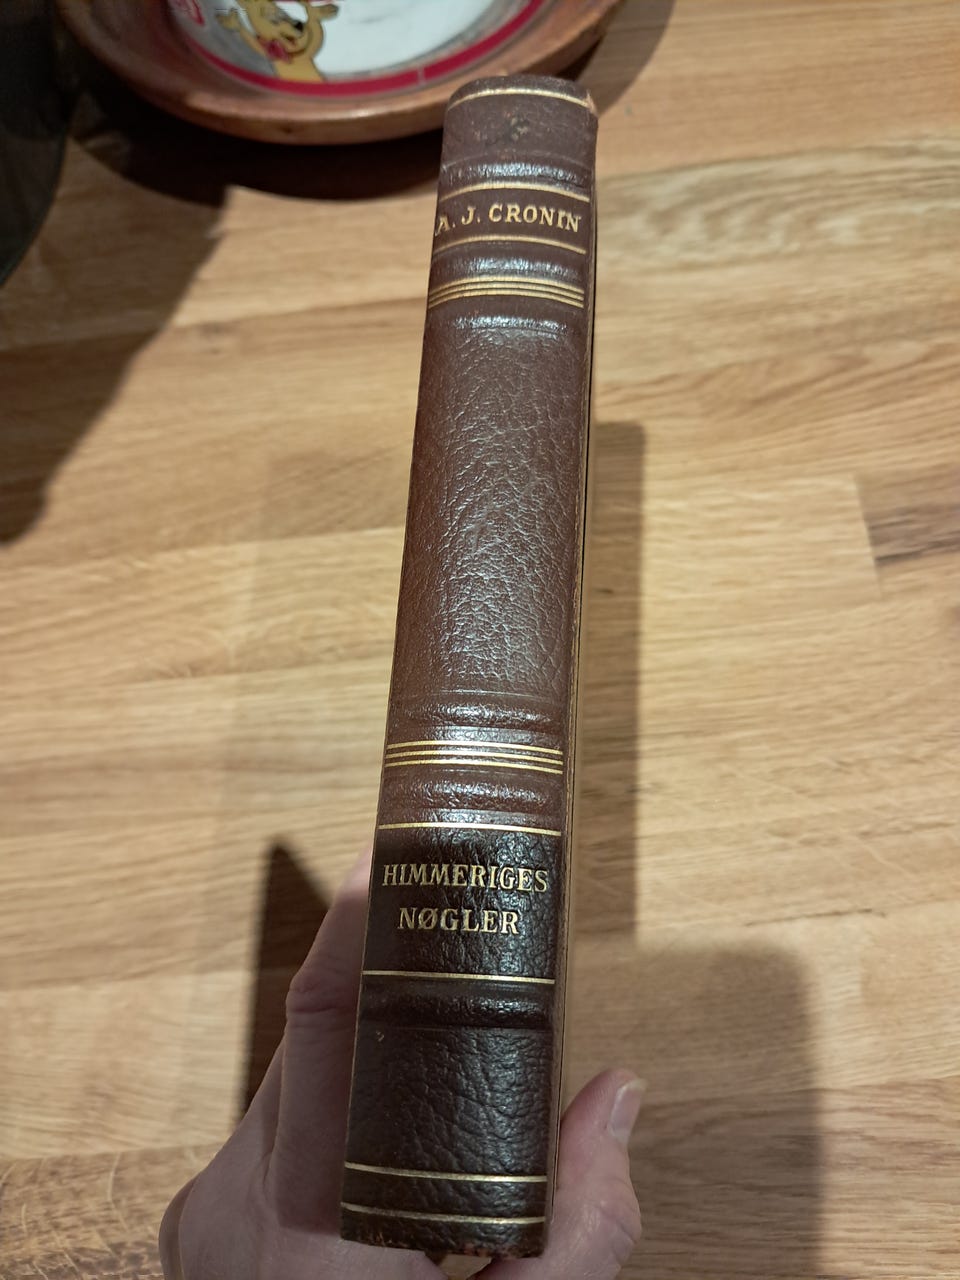 A. J. CRONIN
HIMMERIGES
NØGLER